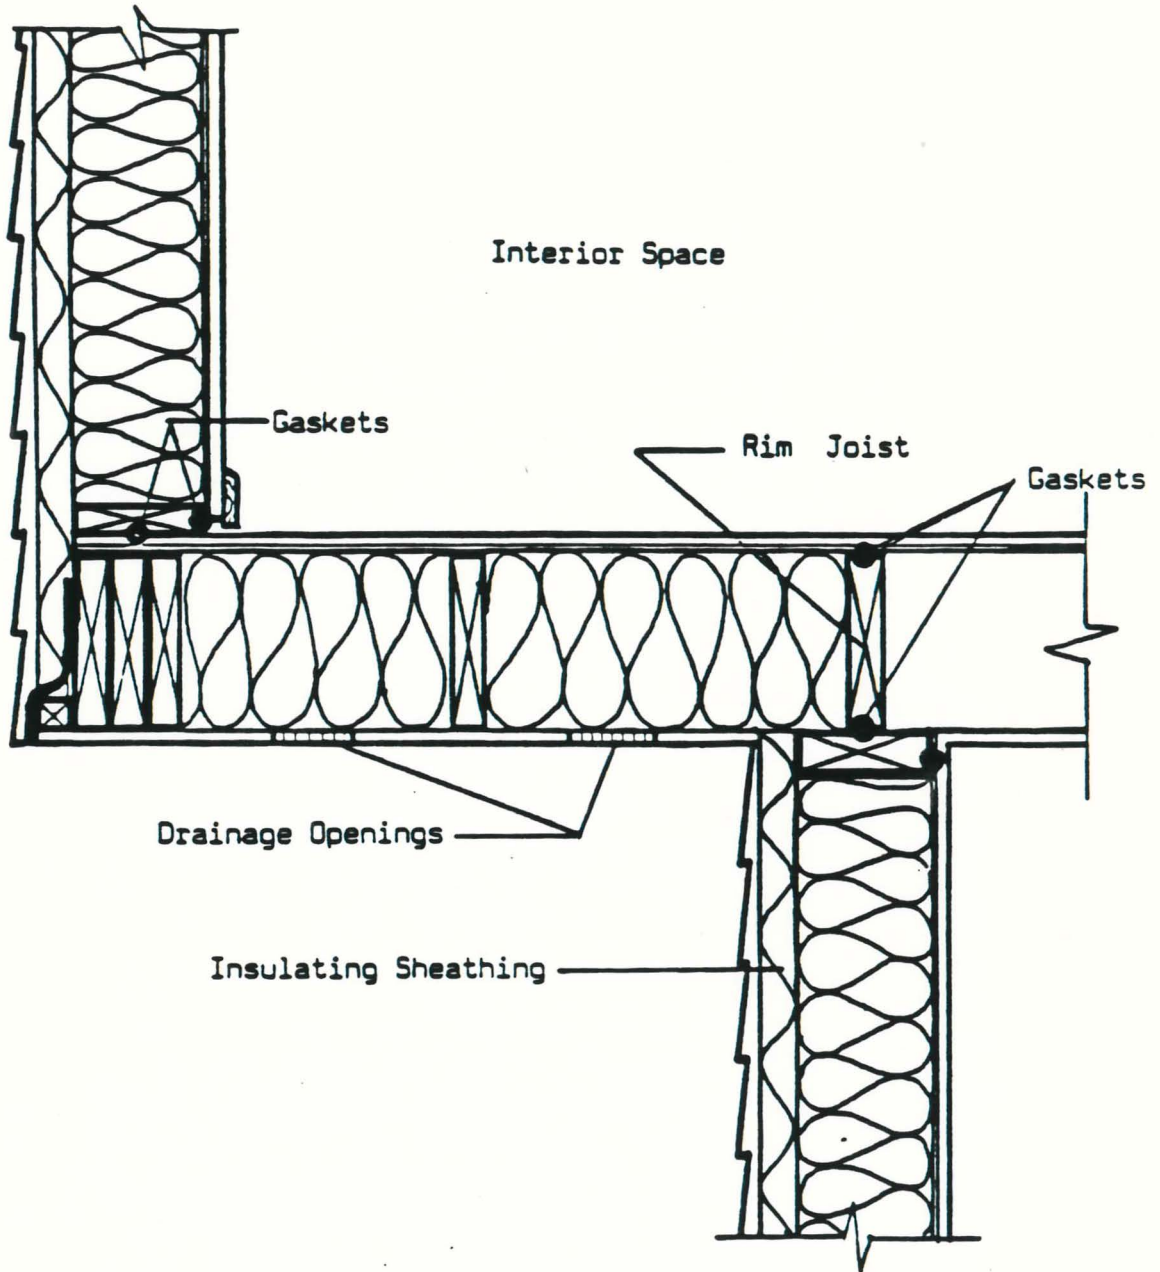 Interior Space
Gaskets
Rim Joist
Gaskets
Drainage Openings
Insulating Sheathing